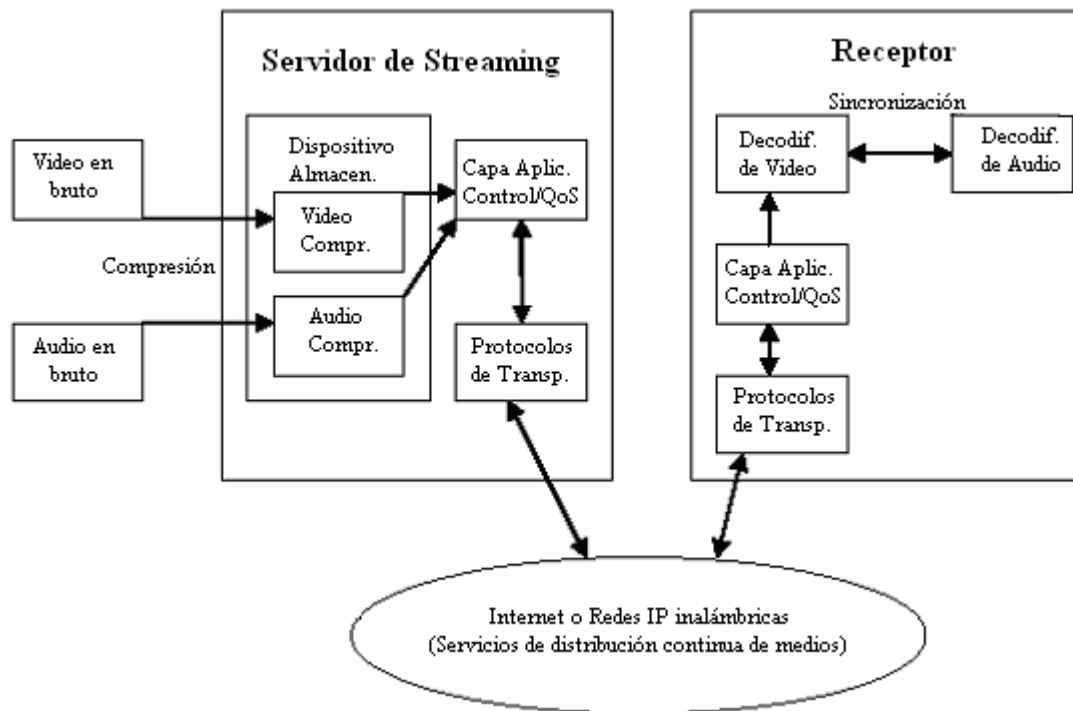 Servidor de Streaming
Video en
bruto
Compresión
Audio en
bruto
Dispositivo
Almacen.
Video
Compr.
Audio
Compr.
Capa Aplic.
Control/QoS
Protocolos
de Transp.
Receptor
Sincronización
Decodif.
de Video
Decodif.
de Audio
Capa Aplic.
Control/QoS
Protocolos
de Transp.
Internet o Redes IP inalámbricas
(Servicios de distribución continua de medios)